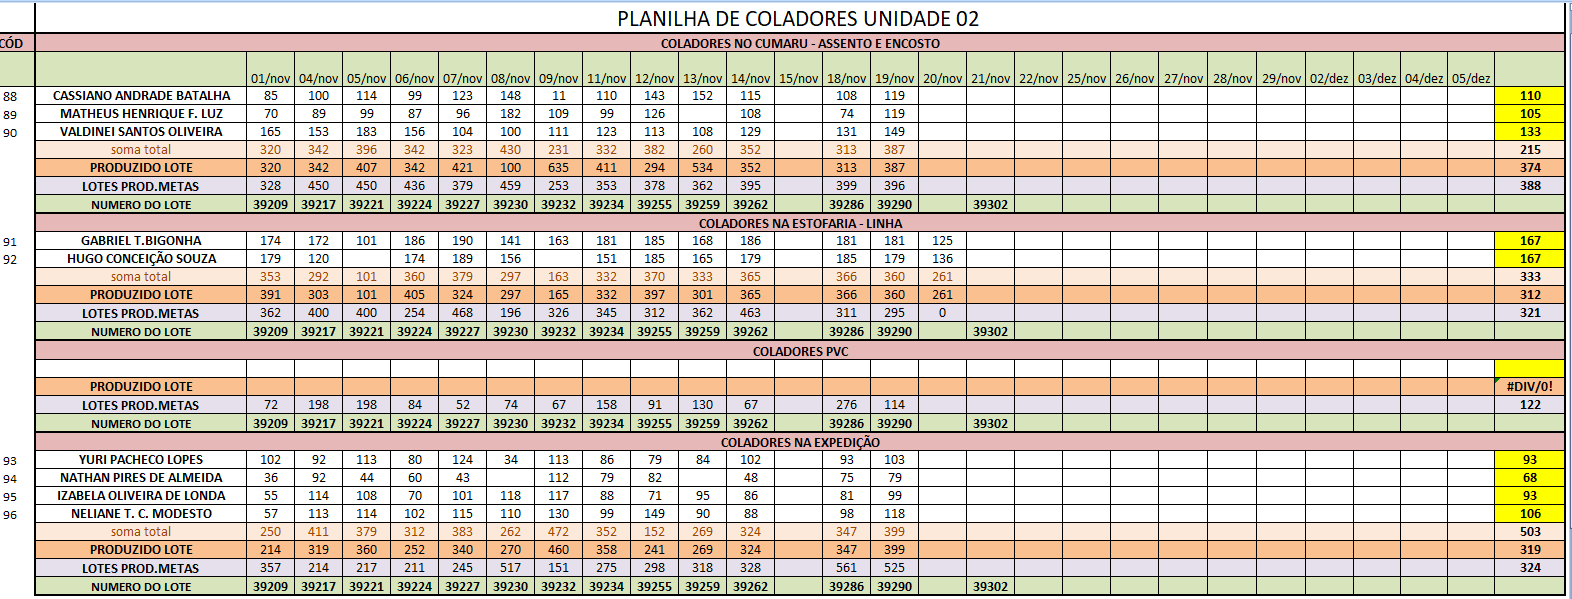 PLANILHA DE COLADORES UNIDADE 02
CÓD COLADORES NO CUMARU - ASSENTO E ENCOSTO
01/nov 04/nov 05/nov 06/nov 07/nov 08/nov 09/nov 11/nov 12/nov 13/nov 14/nov 15/nov 18/nov 19/nov 20/nov 21/nov 22/nov 25/nov 26/nov 27/nov 28/nov 29/nov 02/dez 03/dez 04/dez 05/dez
88 CASSIANO ANDRADE BATALHA 85 100 114 99 123 148 11 110 143 152 115 108 119 110
89 MATHEUS HENRIQUE F. LUZ 70 89 99 87 96 182 109 99 126 108 74 119 105
90 VALDINEI SANTOS OLIVEIRA 165 153 183 156 104 100 111 123 113 108 129 131 149 133
soma total 320 342 396 342 323 430 231 332 382 260 352 313 387 215
PRODUZIDO LOTE 320 342 407 342 421 100 635 411 294 534 352 313 387 374
LOTES PROD.METAS 328 450 450 436 379 459 253 353 378 362 395 399 396 388
NUMERO DO LOTE 39209 39217 39221 39224 39227 39230 39232 39234 39255 39259 39262 39286 39290 39302
COLADORES NA ESTOFARIA - LINHA
91 GABRIEL T.BIGONHA 174 172 101 186 190 141 163 181 185 168 186 181 181 125 167
92 HUGO CONCEIÇÃO SOUZA 179 120 174 189 156 151 185 165 179 185 179 136 167
soma total 353 292 101 360 379 297 163 332 370 333 365 366 360 261 333
PRODUZIDO LOTE 391 303 101 405 324 297 165 332 397 301 365 366 360 261 312
LOTES PROD.METAS 362 400 400 254 468 196 326 345 312 362 463 311 295 0 321
NUMERO DO LOTE 39209 39217 39221 39224 39227 39230 39232 39234 39255 39259 39262 39286 39290 39302
COLADORES PVC
PRODUZIDO LOTE #DIV/0!
LOTES PROD.METAS 72 198 198 84 52 74 67 158 91 130 67 276 114 122
NUMERO DO LOTE 39209 39217 39221 39224 39227 39230 39232 39234 39255 39259 39262 39286 39290 39302
COLADORES NA EXPEDIÇÃO
93 YURI PACHECO LOPES 102 92 113 80 124 34 113 86 79 84 102 93 103 93
94 NATHAN PIRES DE ALMEIDA 36 92 44 60 43 112 79 82 48 75 79 68
95 IZABELA OLIVEIRA DE LONDA 55 114 108 70 101 118 117 88 71 95 86 81 99 93
96 NELIANE T. C. MODESTO 57 113 114 102 115 110 130 99 149 90 88 98 118 106
soma total 250 411 379 312 383 262 472 352 152 269 324 347 399 503
PRODUZIDO LOTE 214 319 360 252 340 270 460 358 241 269 324 347 399 319
LOTES PROD.METAS 357 214 217 211 245 517 151 275 298 318 328 561 525 324
NUMERO DO LOTE 39209 39217 39221 39224 39227 39230 39232 39234 39255 39259 39262 39286 39290 39302